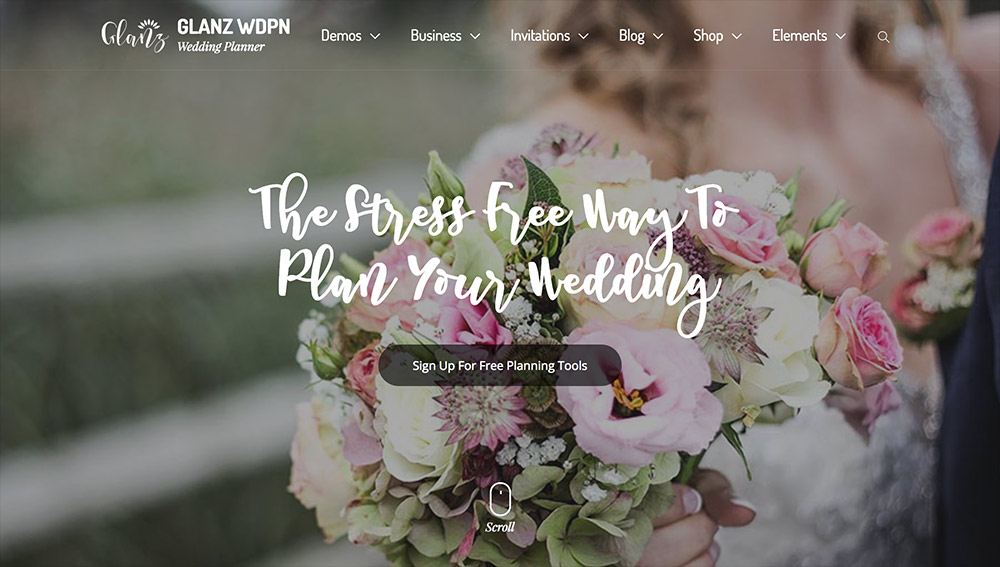 Glanz
GLANZ WDPN
Wedding Planner
Demos
Business
Invitations
Blog
Shop
Elements
The Stress Free Way To
Plan Your Wedding
Sign Up For Free Planning Tools
Scroll